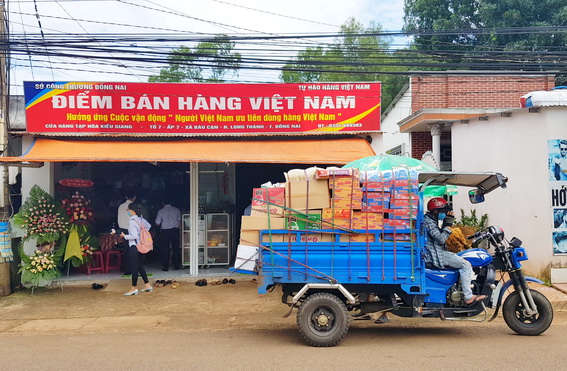 SỞ CÔNG THƯƠNG ĐỒNG NAI
TỰ HÀO HÀNG VIỆT NAM
ĐIỂM BÁN HÀNG VIỆT NAM
Hưởng ứng Cuộc vận động " Người Việt Nam ưu tiên dùng hàng Việt Nam "
CỬA HÀNG TẠP HÓA KIỀU GIANG - TỔ 7 - ẤP 7 - XÃ BÀU CẠN - H. LONG THÀNH - T. ĐỒNG NAI